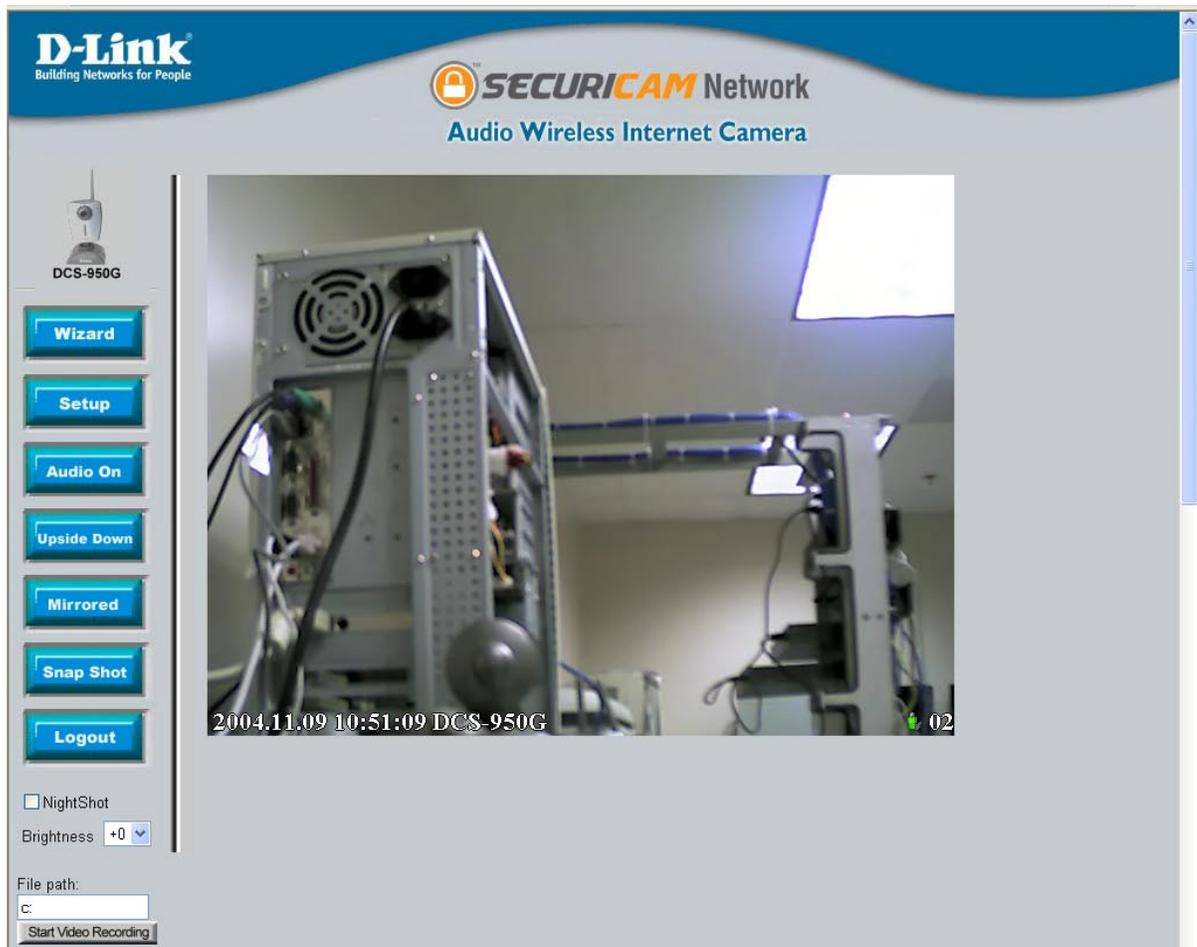 D-Link®
Building Networks for People
SECURICAM™ Network
Audio Wireless Internet Camera
DCS-950G
Wizard
Setup
Audio On
Upside Down
Mirrored
Snap Shot
Logout
NightShot
Brightness +0
File path:
c:
Start Video Recording
2004.11.09 10:51:09 DCS-950G
02